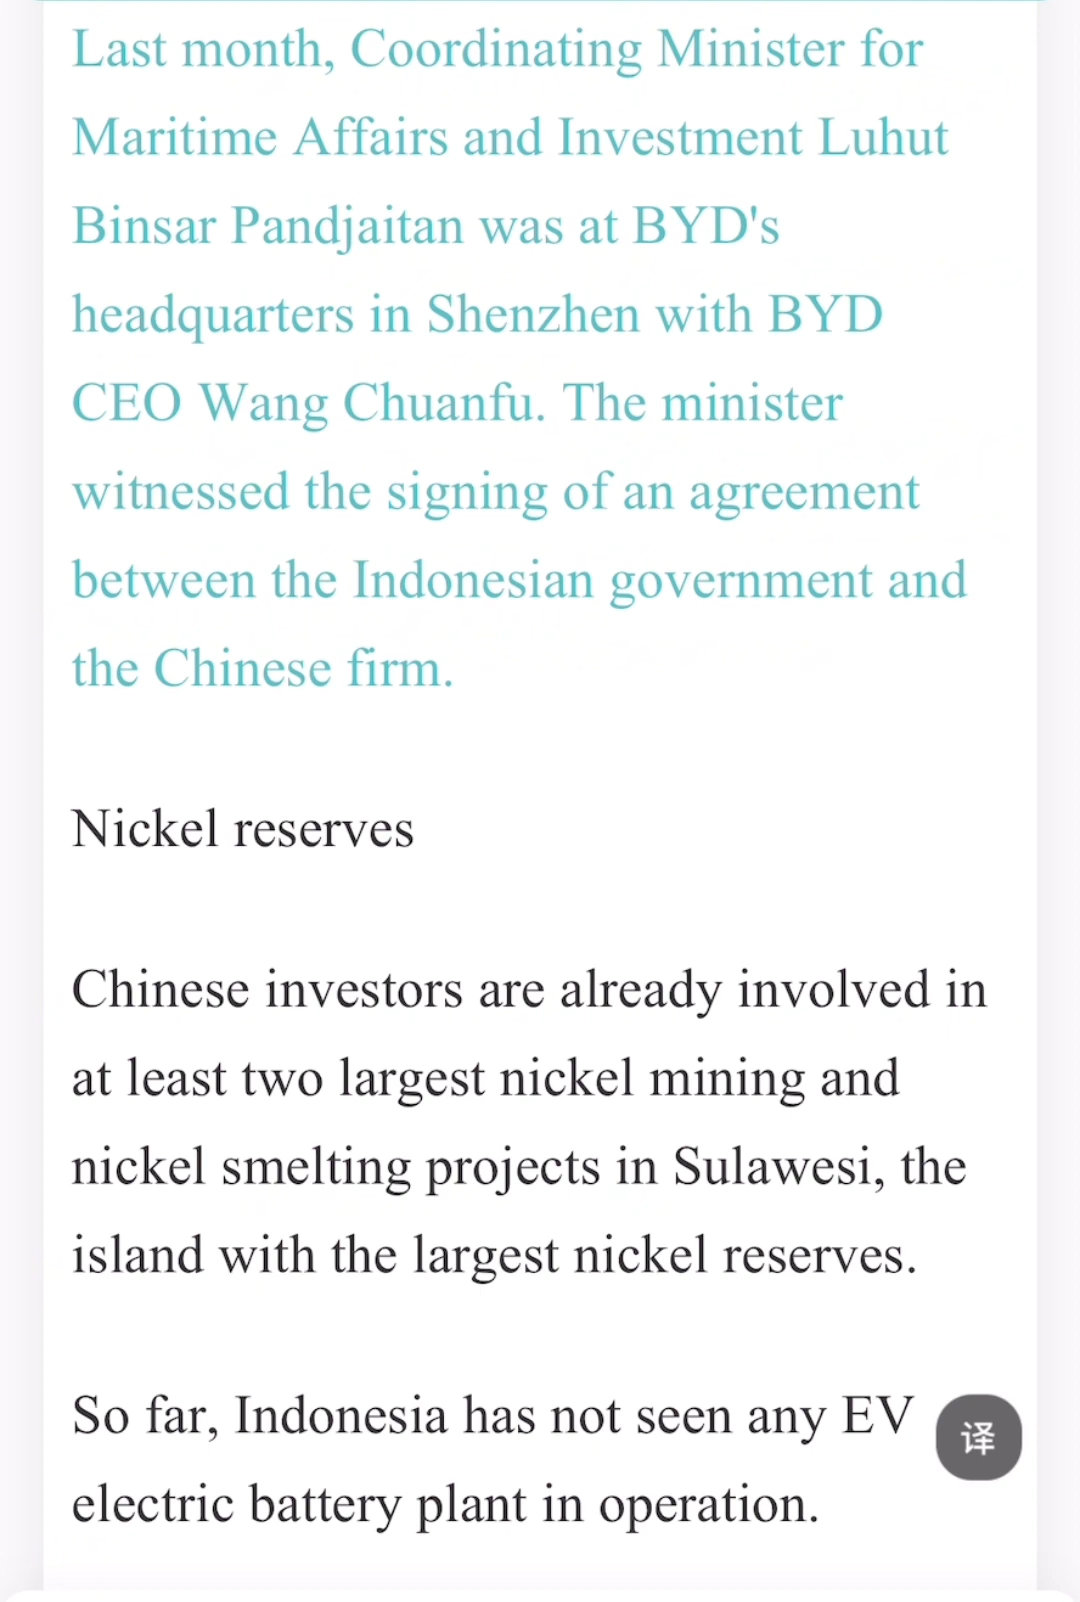 Last month, Coordinating Minister for
Maritime Affairs and Investment Luhut
Binsar Pandjaitan was at BYD's
headquarters in Shenzhen with BYD
CEO Wang Chuanfu. The minister
witnessed the signing of an agreement
between the Indonesian government and
the Chinese firm.
Nickel reserves
Chinese investors are already involved in
at least two largest nickel mining and
nickel smelting projects in Sulawesi, the
island with the largest nickel reserves.
So far, Indonesia has not seen any EV
译
electric battery plant in operation.